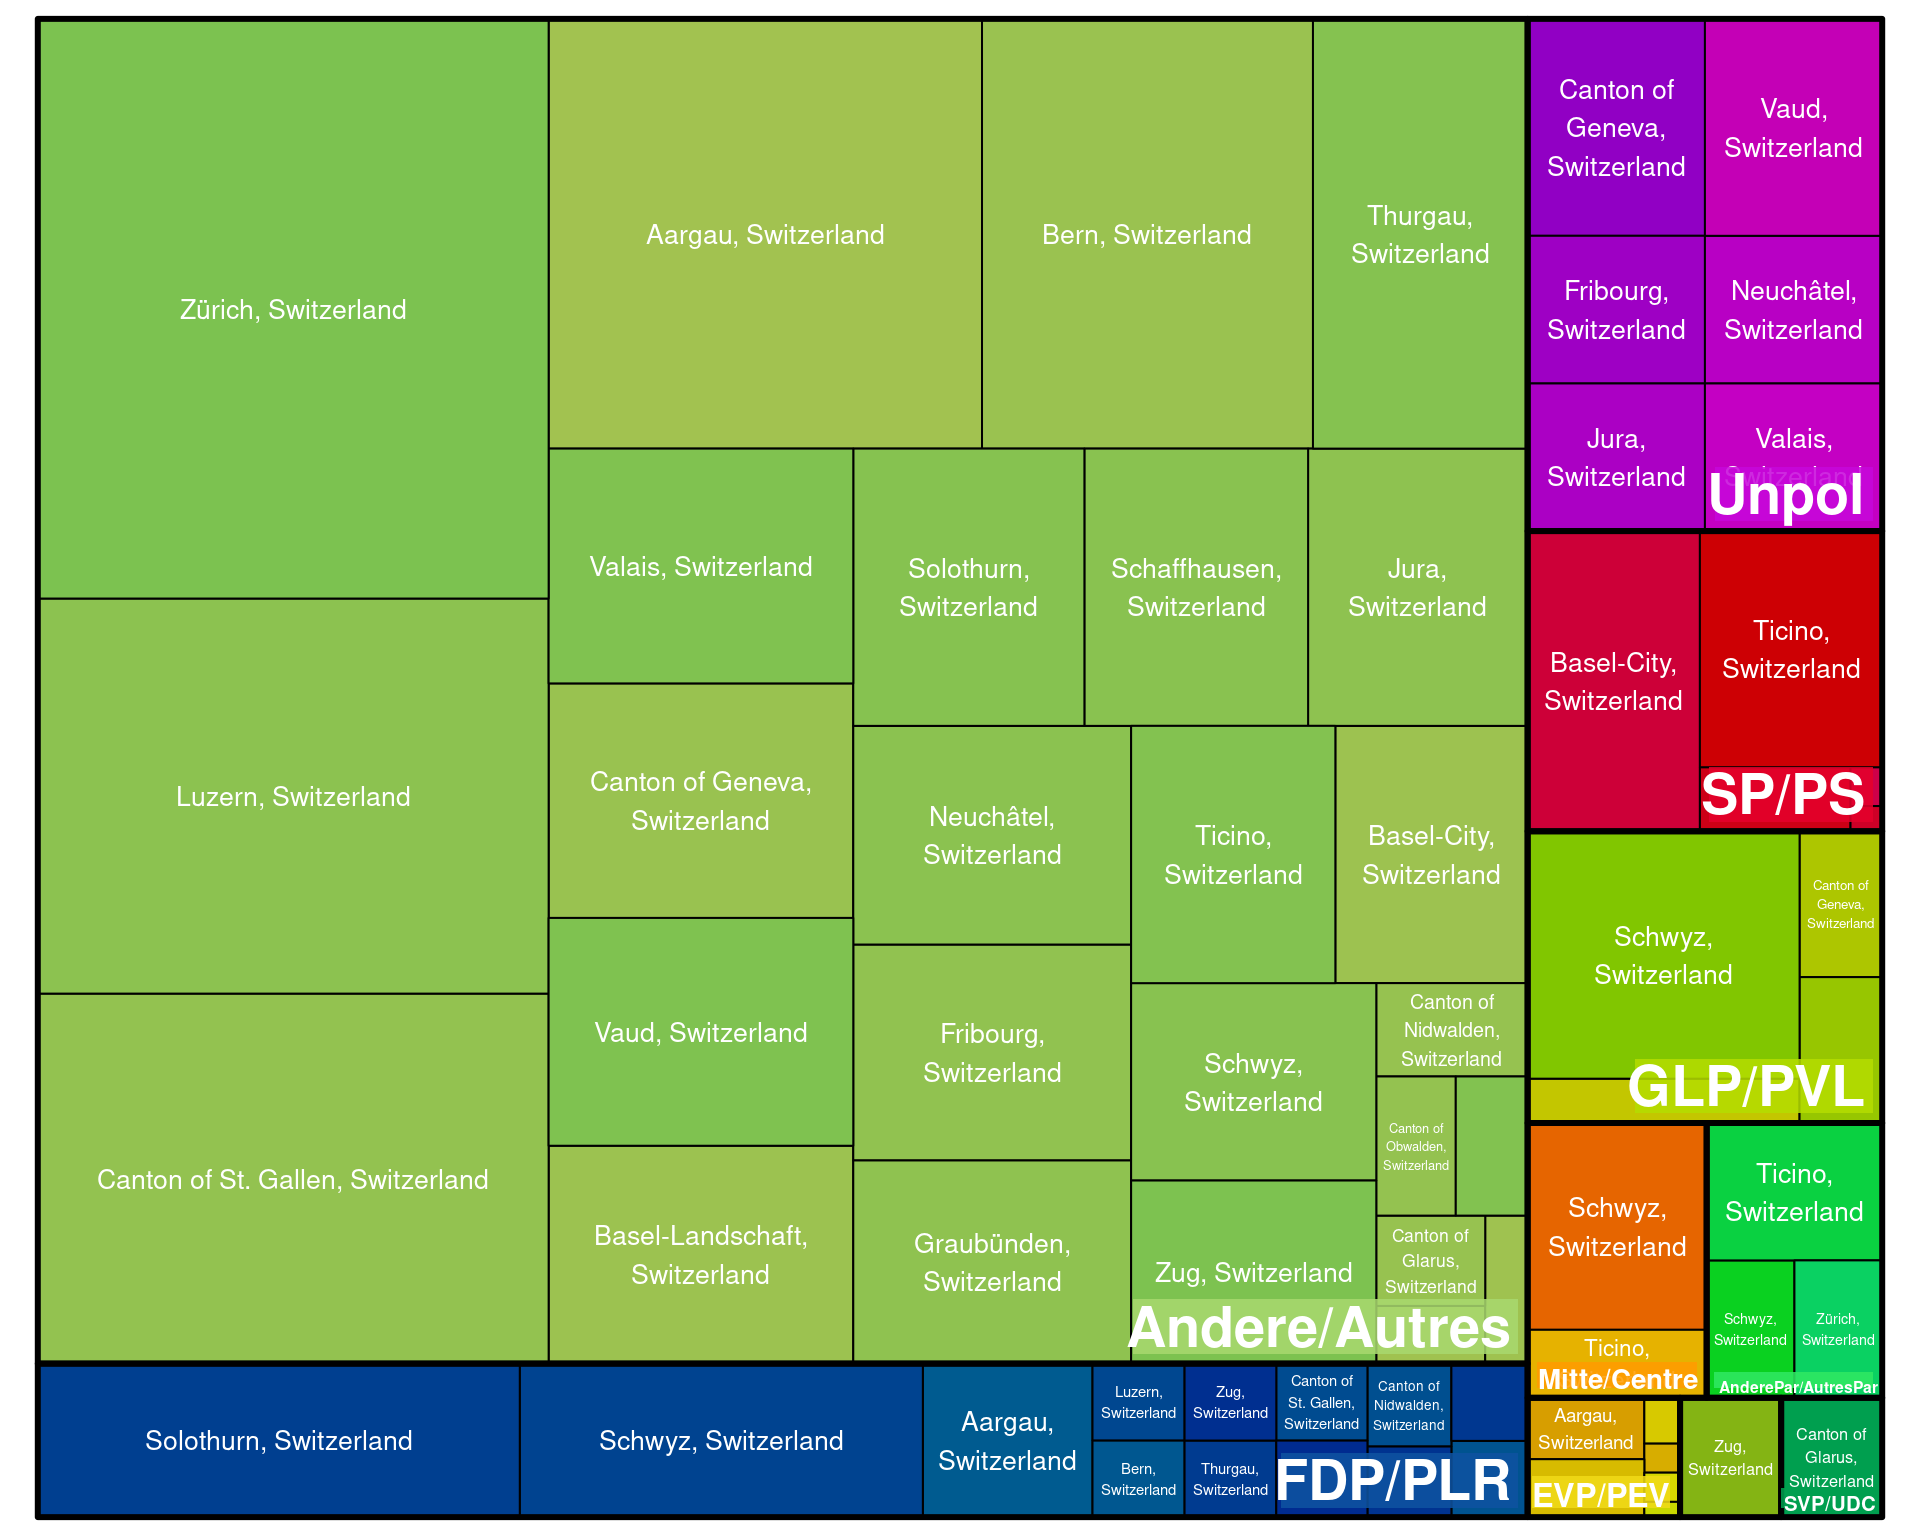 Zürich, Switzerland
Luzern, Switzerland
Canton of St. Gallen, Switzerland
Aargau, Switzerland
Bern, Switzerland
Thurgau,
Switzerland
Valais, Switzerland
Canton of Geneva,
Switzerland
Vaud, Switzerland
Basel-Landschaft,
Switzerland
Solothurn,
Switzerland
Schaffhausen,
Switzerland
Jura,
Switzerland
Neuchâtel,
Switzerland
Fribourg,
Switzerland
Graubünden,
Switzerland
Ticino,
Switzerland
Basel-City,
Switzerland
Schwyz,
Switzerland
Zug, Switzerland
Canton of
Nidwalden,
Switzerland
Canton of
Obwalden,
Switzerland
Canton of
Glarus,
Switzerland
Andere/Autres
Solothurn, Switzerland
Schwyz, Switzerland
Aargau,
Switzerland
Luzern,
Switzerland
Bern,
Switzerland
Zug,
Switzerland
Thurgau,
Switzerland
Canton of
St. Gallen,
Switzerland
Canton of
Nidwalden,
Switzerland
FDP/PLR
Canton of
Geneva,
Switzerland
Vaud,
Switzerland
Fribourg,
Switzerland
Neuchâtel,
Switzerland
Jura,
Switzerland
Valais,
Switzerland
Unpol
Basel-City,
Switzerland
Ticino,
Switzerland
SP/PS
Schwyz,
Switzerland
Canton of
Geneva,
Switzerland
GLP/PVL
Schwyz,
Switzerland
Ticino,
Mitte/Centre
Ticino,
Switzerland
Schwyz,
Switzerland
Zürich,
Switzerland
AnderePar/AutresPar
Aargau,
Switzerland
EVP/PEV
Zug,
Switzerland
Canton of
Glarus,
Switzerland
SVP/UDC